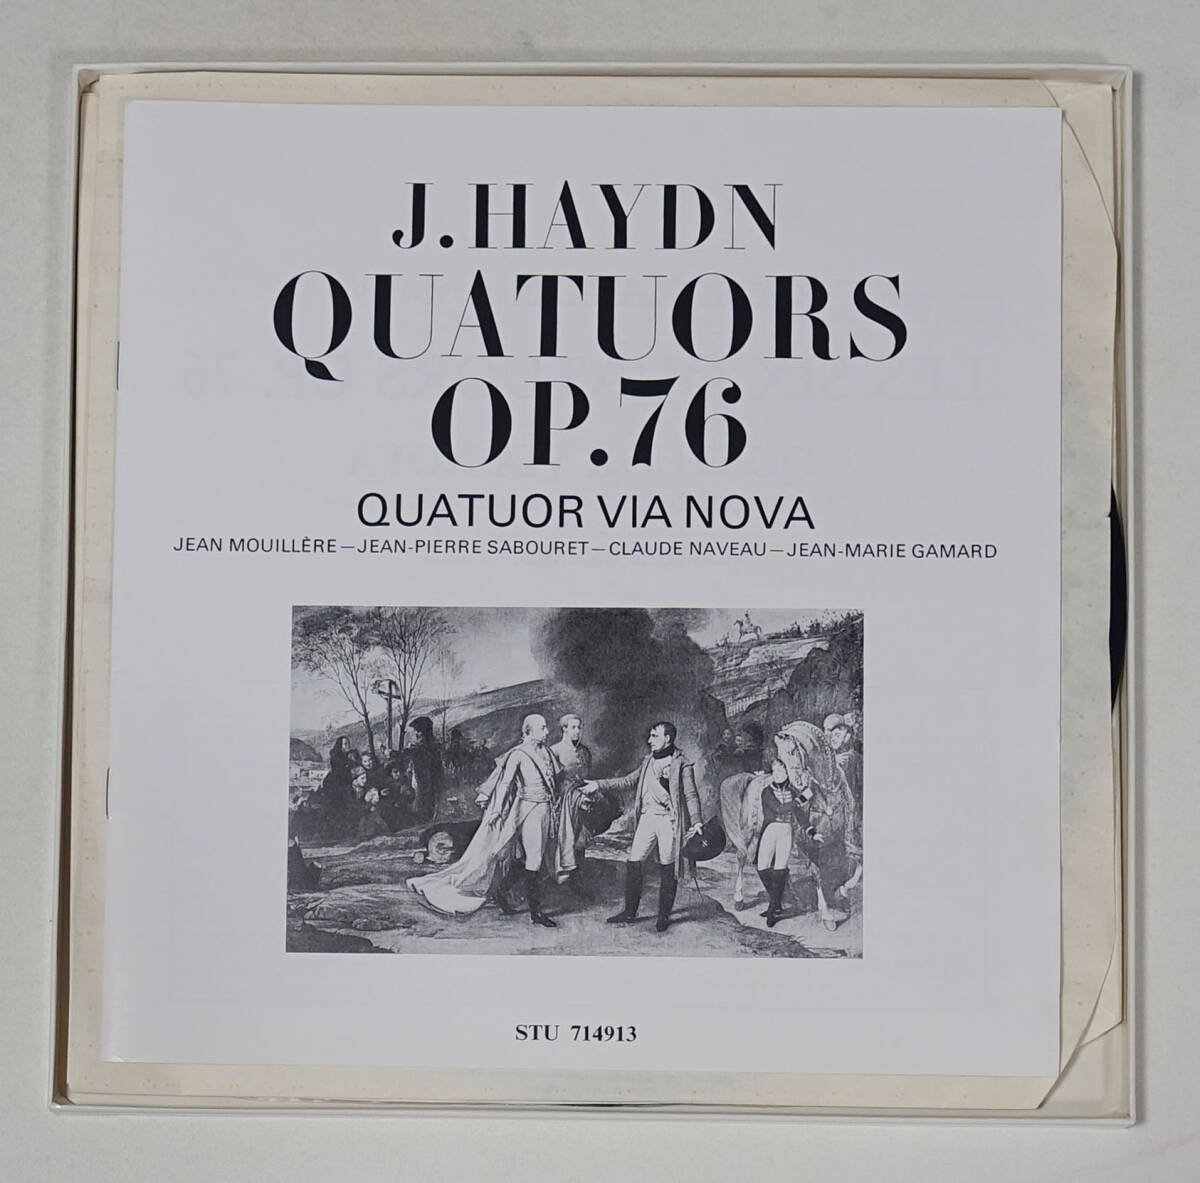 J. HAYDN
QUATUORS
OP. 76
QUATUOR VIA NOVA
JEAN MOUILLÈRE — JEAN-PIERRE SABOURET — CLAUDE NAVEAU — JEAN-MARIE GAMARD
STU 714913